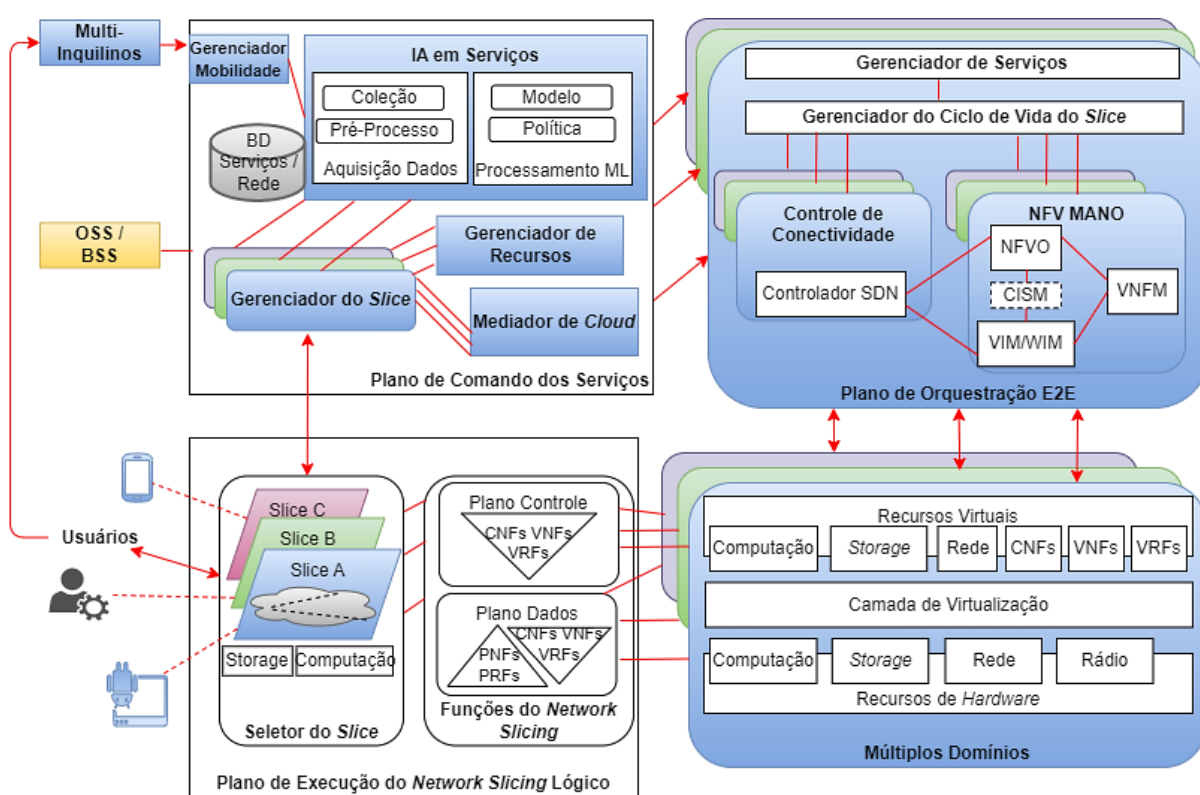 Multi-
Inquilinos
Gerenciador
Mobilidade
IA em Serviços
Coleção
Pré-Processo
Aquisição Dados
Modelo
Política
Processamento ML
BD
Serviços /
Rede
OSS /
BSS
Gerenciador de
Recursos
Gerenciador do Slice
Mediador de Cloud
Plano de Comando dos Serviços
Gerenciador de Serviços
Gerenciador do Ciclo de Vida do Slice
Controle de
Conectividade
Controlador SDN
NFV MANO
NFVO
CISM
VNFM
VIM/WIM
Plano de Orquestração E2E
Usuários
Slice C
Slice B
Slice A
Storage
Computação
Seletor do Slice
Plano Controle
CNFs VNFs
VRFs
Plano Dados
PNFs
PRFs
CNFs VNFs
VRFs
Funções do Network
Slicing
Plano de Execução do Network Slicing Lógico
Recursos Virtuais
Computação
Storage
Rede
CNFs
VNFs
VRFs
Camada de Virtualização
Computação
Storage
Rede
Rádio
Recursos de Hardware
Múltiplos Domínios